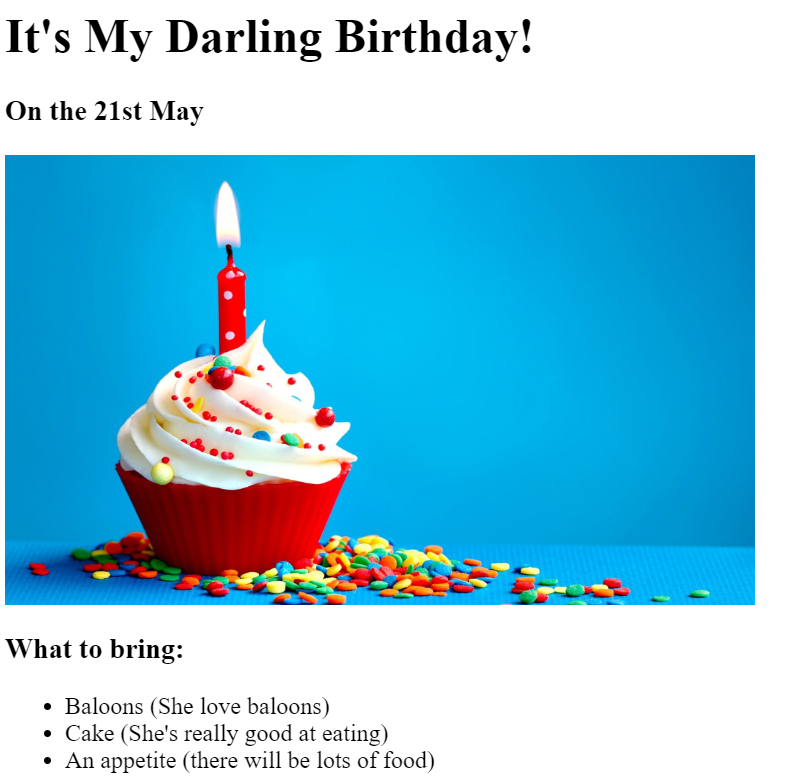 It's My Darling Birthday!
On the 21st May
What to bring:
Baloons (She love baloons)
Cake (She's really good at eating)
An appetite (there will be lots of food)